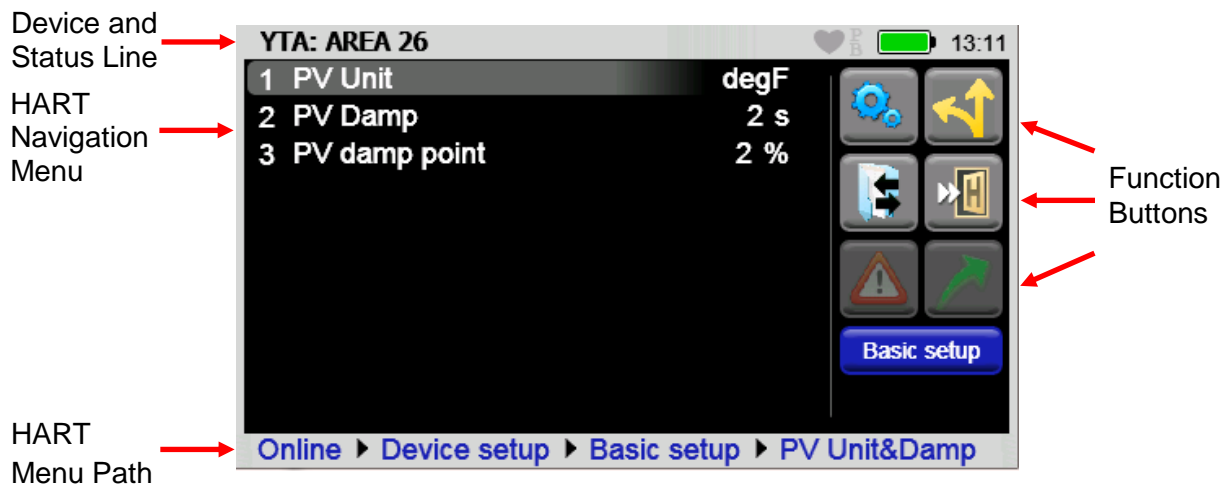 Device and
Status Line
YTA: AREA 26
P
B
13:11
HART
Navigation
Menu
1 PV Unit degF
2 PV Damp 2 s
3 PV damp point 2 %
H
Function
Buttons
Basic setup
HART
Menu Path
Online ▶ Device setup ▶ Basic setup ▶ PV Unit&Damp